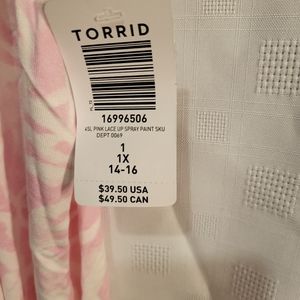 TORRID
16996506
4SL PINK LACE UP SPRAY PAINT SKU
DEPT 0069
1
1X
14-16
$39.50 USA
$49.50 CAN